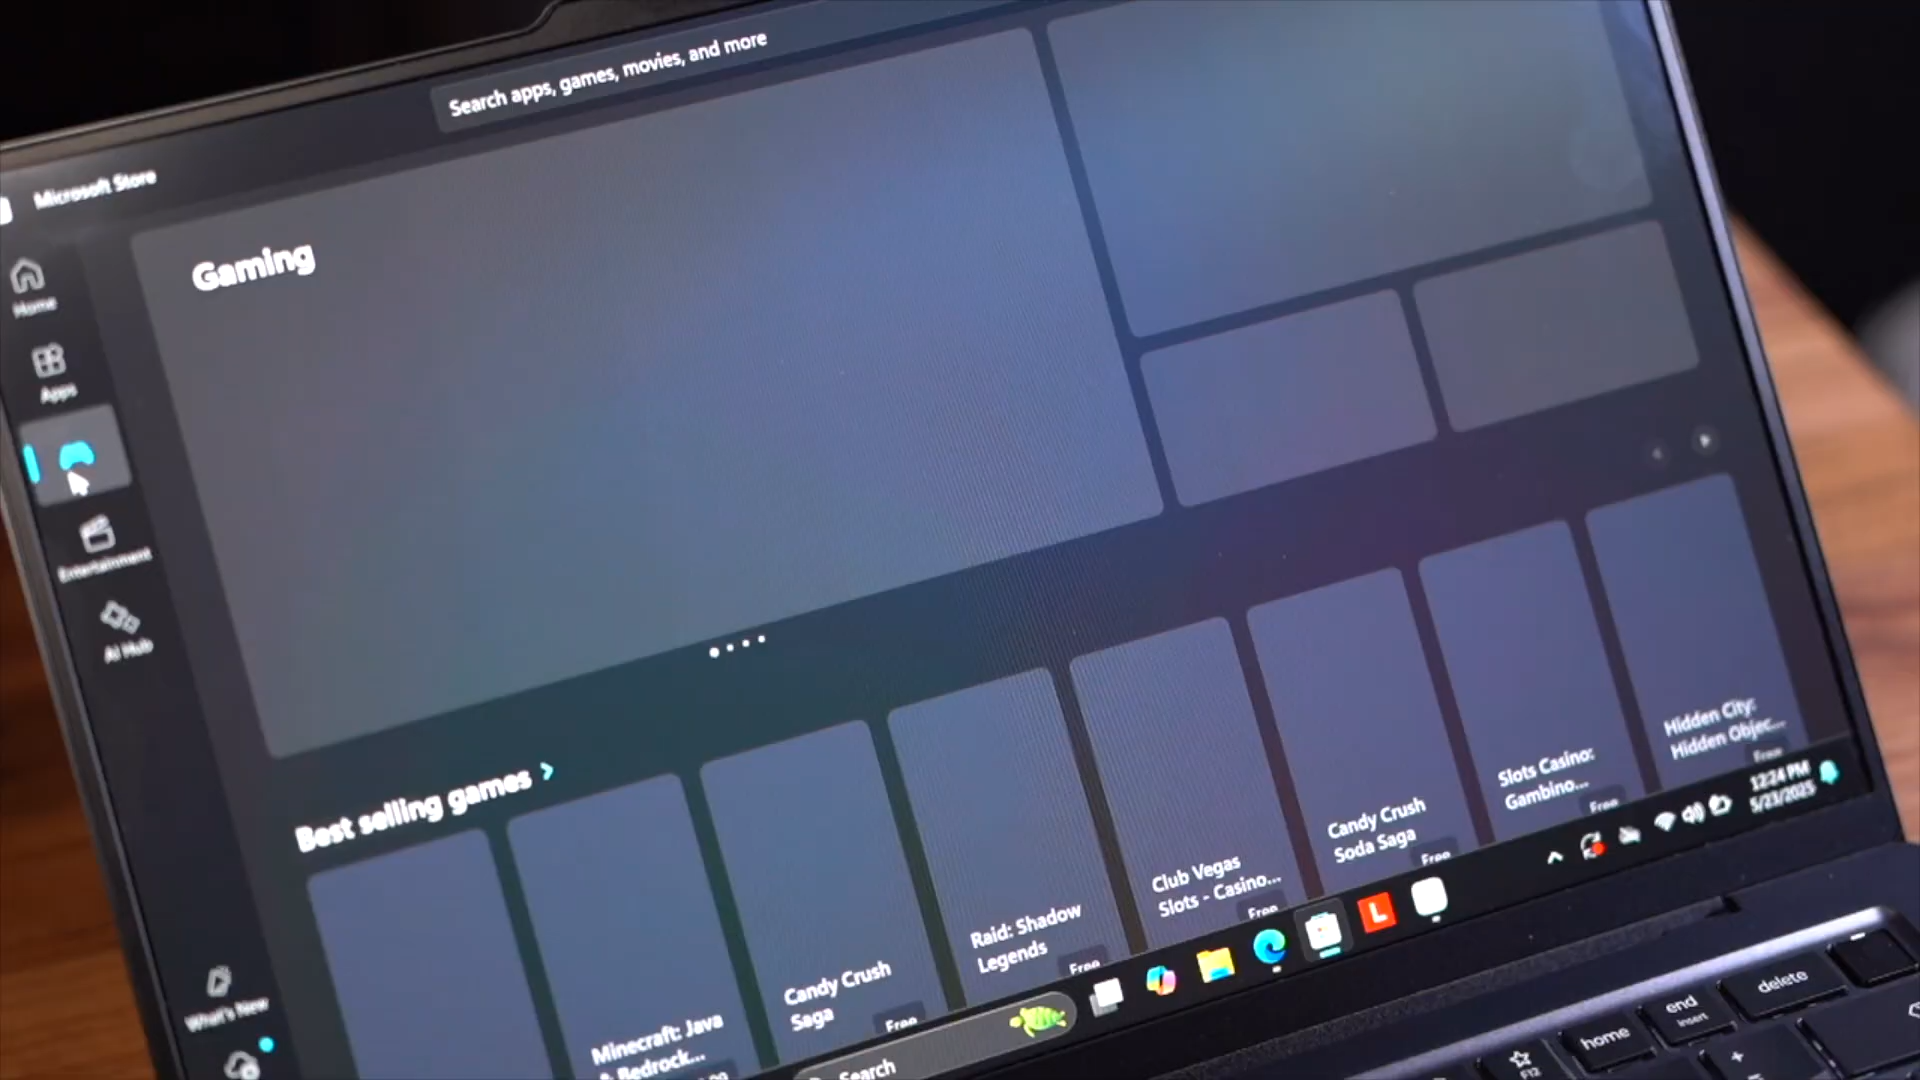 Search apps, games, movies, and more
Microsoft Store
Gaming
Home
Apps
Entertainment
AI Hub
Best selling games
Minecraft: Java
& Bedrock...
Candy Crush
Saga
Free
Raid: Shadow
Legends
Free
Club Vegas
Slots - Casino...
Free
Candy Crush
Soda Saga
Free
Slots Casino:
Gambino...
Free
Hidden City:
Hidden Objec...
Free
What's New
Search
L
12:24 PM
5/23/2025
home
end
insert
delete
F12
+
=